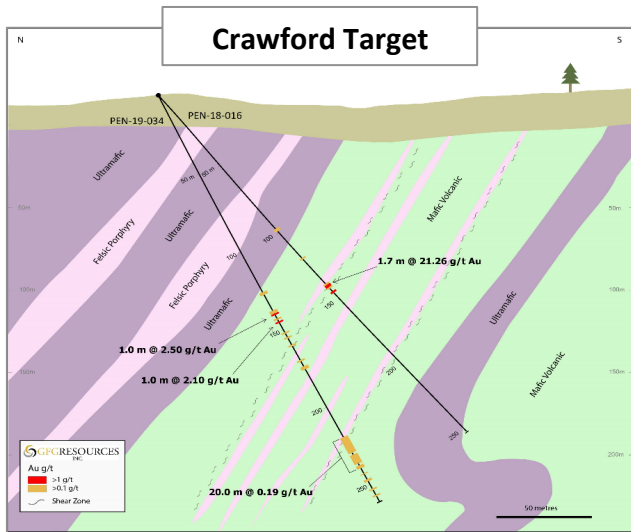 Crawford Target
N
S
PEN-19-034
PEN-18-016
Ultramafic
Felsic Porphyry
Ultramafic
Felsic Porphyry
Ultramafic
Mafic Volcanic
Ultramafic
Mafic Volcanic
50 m
50 m
50m
50m
100
100
100m
100m
1.7 m @ 21.26 g/t Au
150
150
1.0 m @ 2.50 g/t Au
1.0 m @ 2.10 g/t Au
150m
150m
200
200
250
250
200m
200m
20.0 m @ 0.19 g/t Au
GFGRESOURCES
INC.
Au g/t
>1 g/t
>0.1 g/t
Shear Zone
50 metres